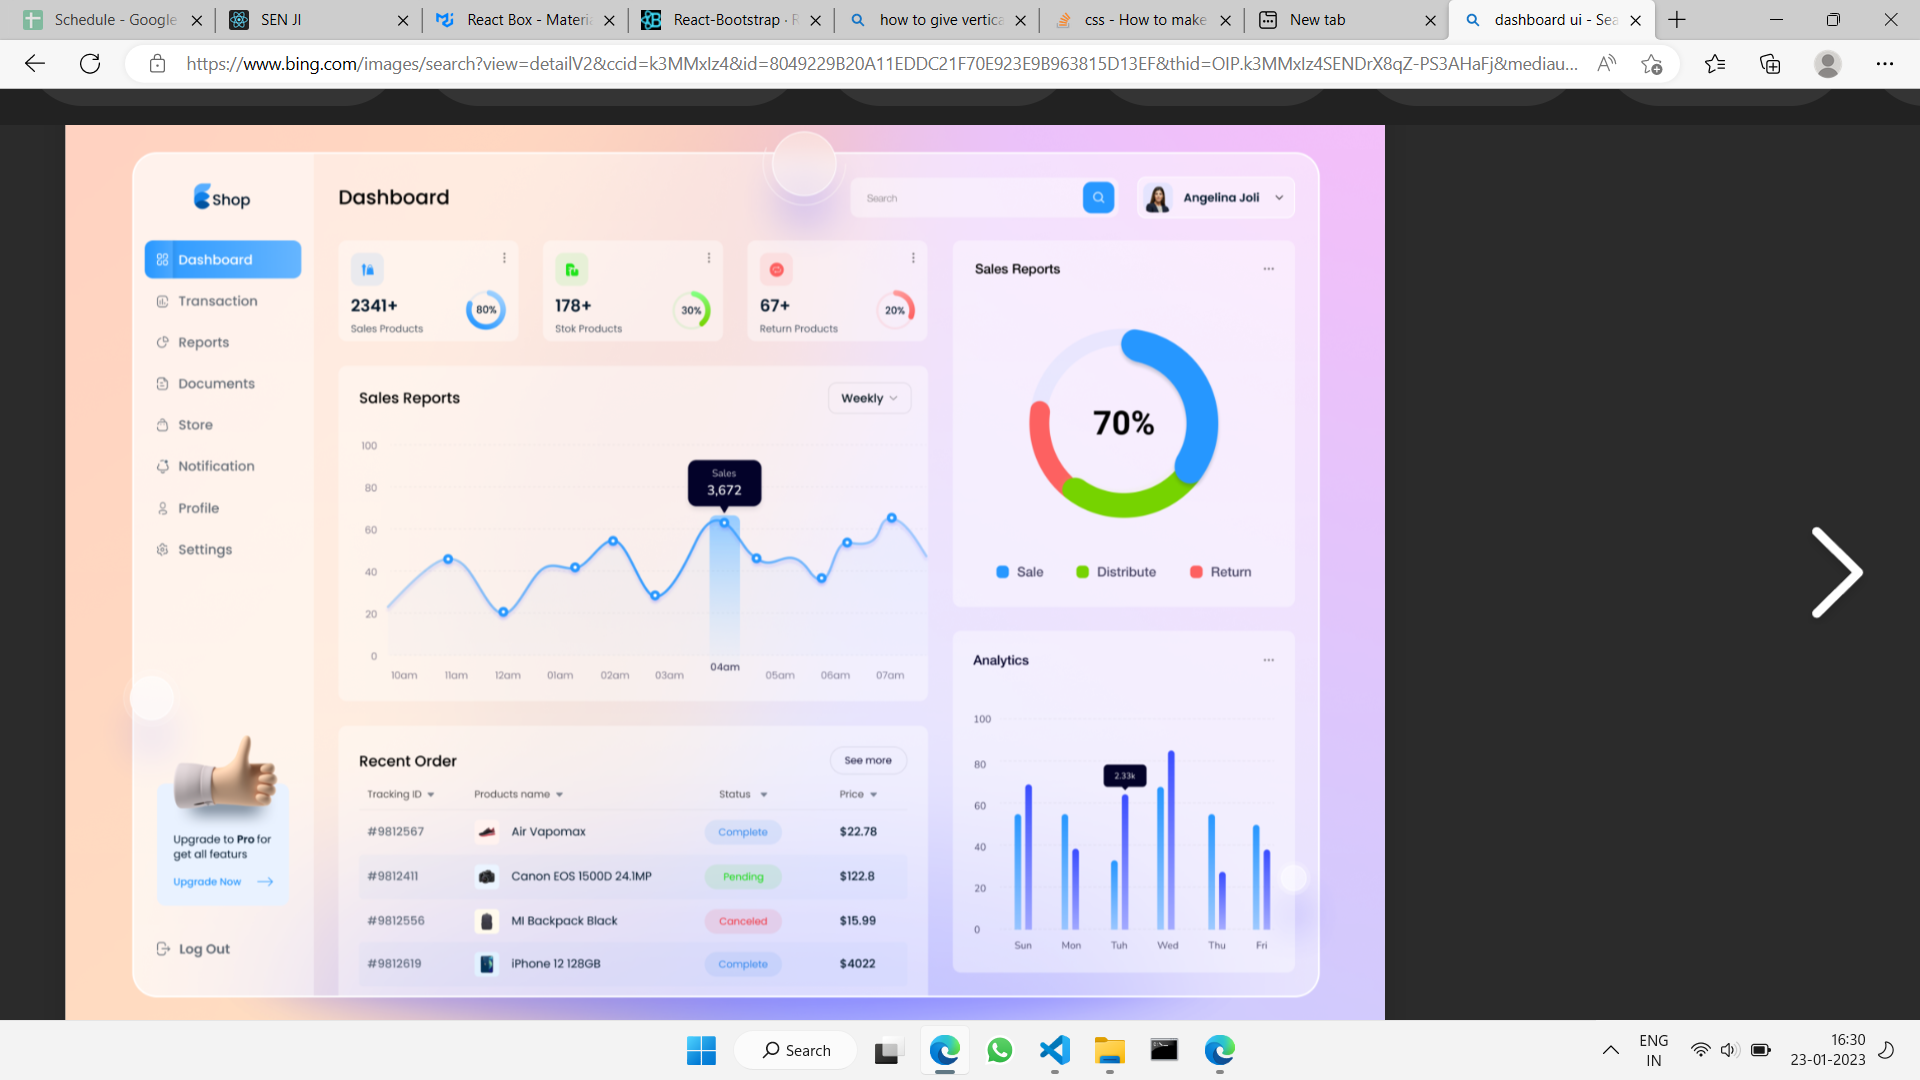 Schedule - Google
SEN JI
React Box - Materia
React-Bootstrap · R
how to give vertica
css - How to make
New tab
dashboard ui - Sea
https://www.bing.com/images/search?view=detailV2&ccid=k3MMxIz4&id=8049229B20A11EDDC21F70E923E9B963815D13EF&thid=OIP.k3MMxIz4SENDrX8qZ-PS3AHaFj&mediau...
Shop
Dashboard
Search
Angelina Joli
Dashboard
Transaction
Reports
Documents
Store
Notification
Profile
Settings
Upgrade to Pro for
get all featurs
Upgrade Now
Log Out
2341+
Sales Products
80%
178+
Stok Products
30%
67+
Return Products
20%
Sales Reports
Weekly
100
80
60
40
20
0
Sales
3,672
10am 11am 12am 01am 02am 03am 04am 05am 06am 07am
Sales Reports
70%
Sale Distribute Return
Recent Order
See more
Tracking ID Products name Status Price
#9812567 Air Vapomax Complete $22.78
#9812411 Canon EOS 1500D 24.1MP Pending $122.8
#9812556 MI Backpack Black Canceled $15.99
#9812619 iPhone 12 128GB Complete $4022
Analytics
100
80
60
40
20
0
2.33k
Sun Mon Tuh Wed Thu Fri
Search
ENG
IN
16:30
23-01-2023